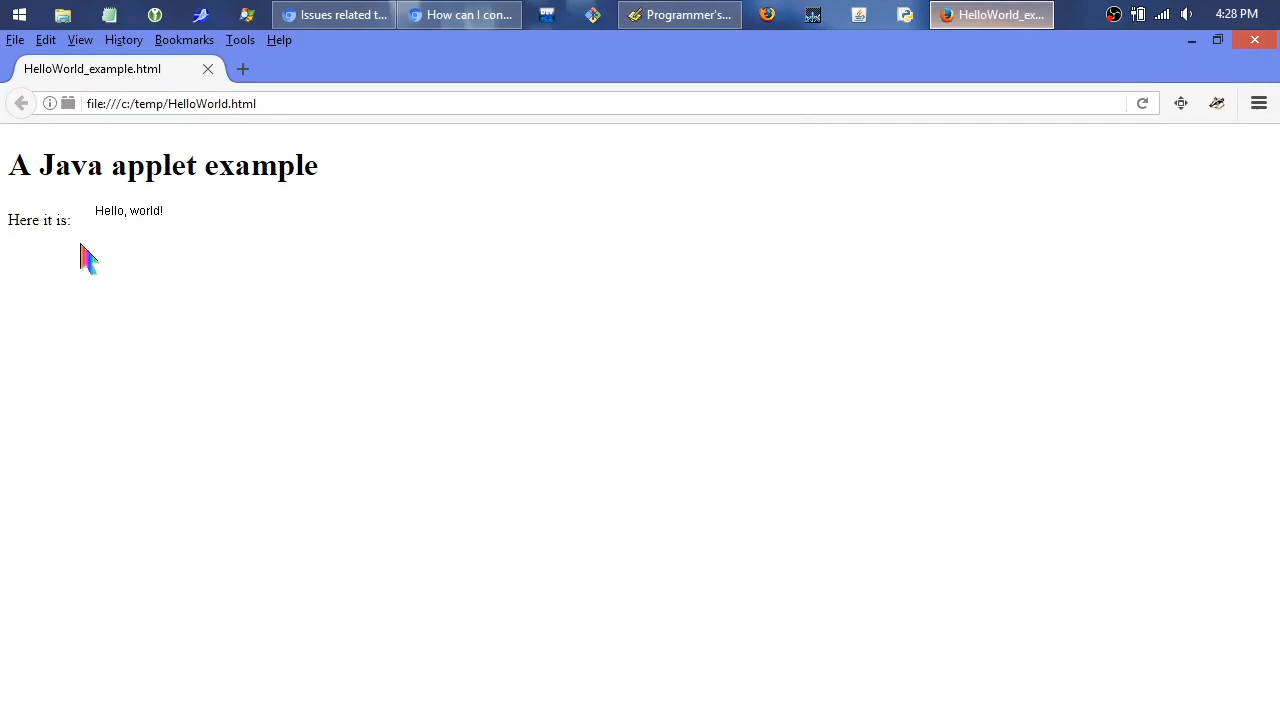 Issues related t...
How can I con...
Programmer's...
HelloWorld_ex...
4:28 PM
File Edit View History Bookmarks Tools Help
HelloWorld_example.html
file:///c:/temp/HelloWorld.html
A Java applet example
Here it is: Hello, world!